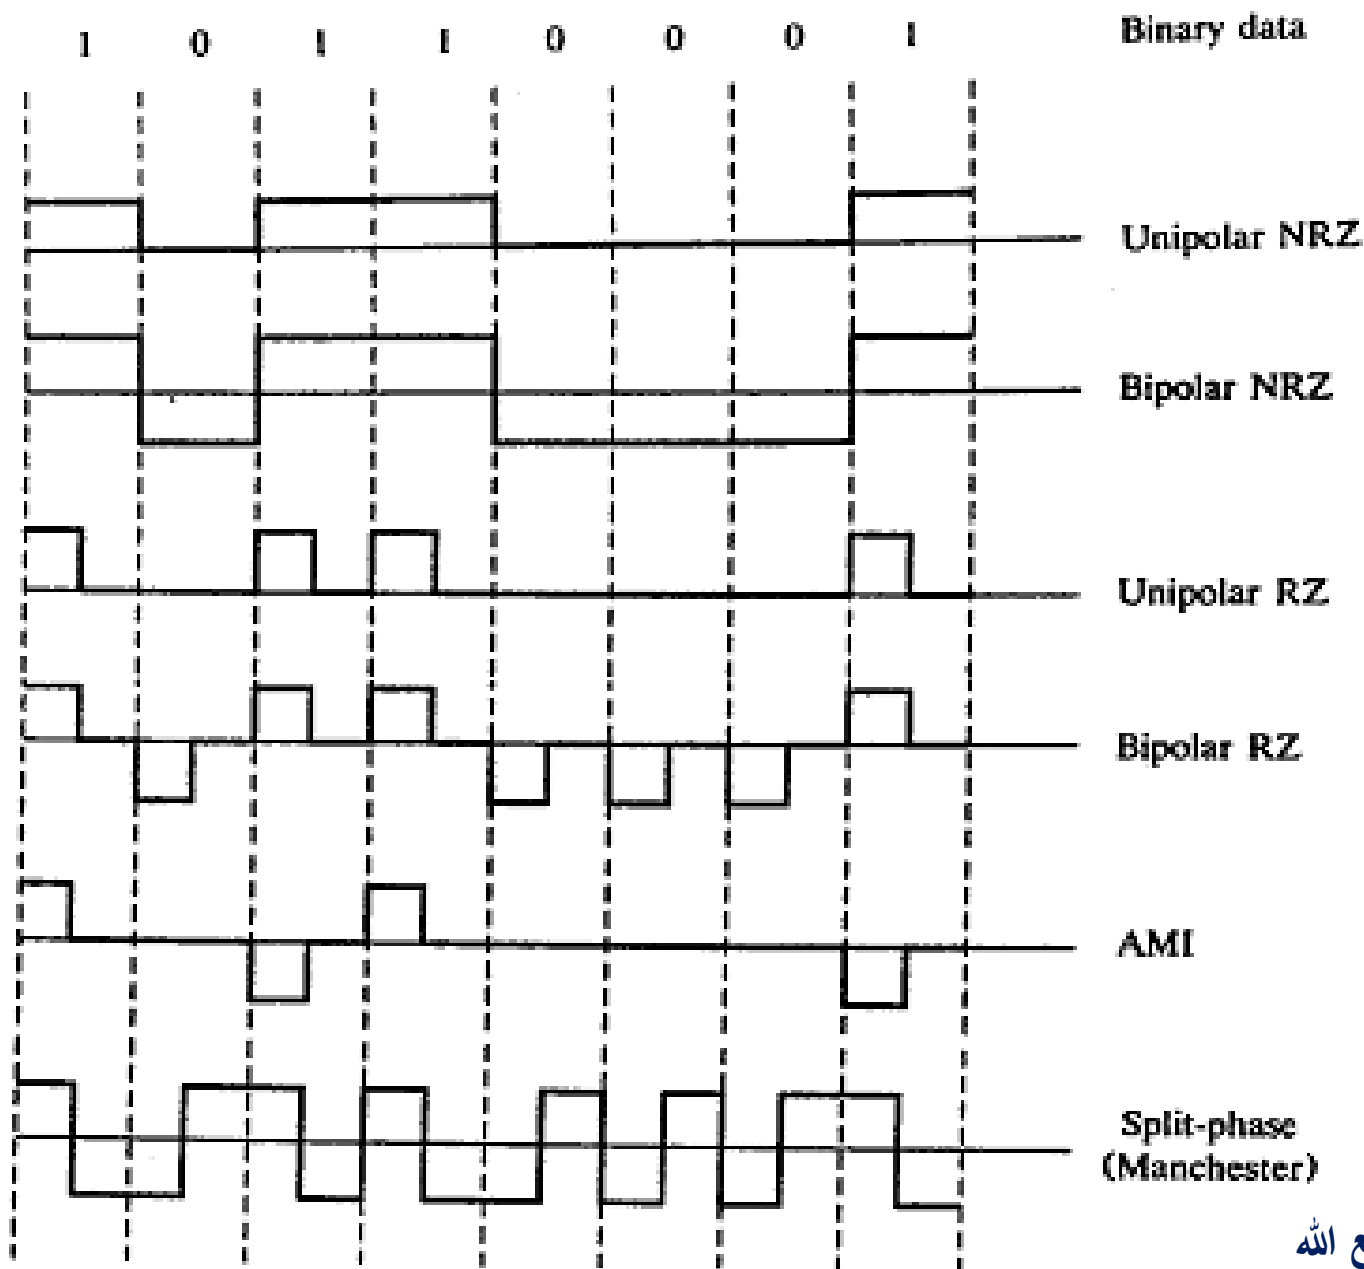 1 0 1 1 0 0 0 1 Binary data
Unipolar NRZ
Bipolar NRZ
Unipolar RZ
Bipolar RZ
AMI
Split-phase
(Manchester)
الله